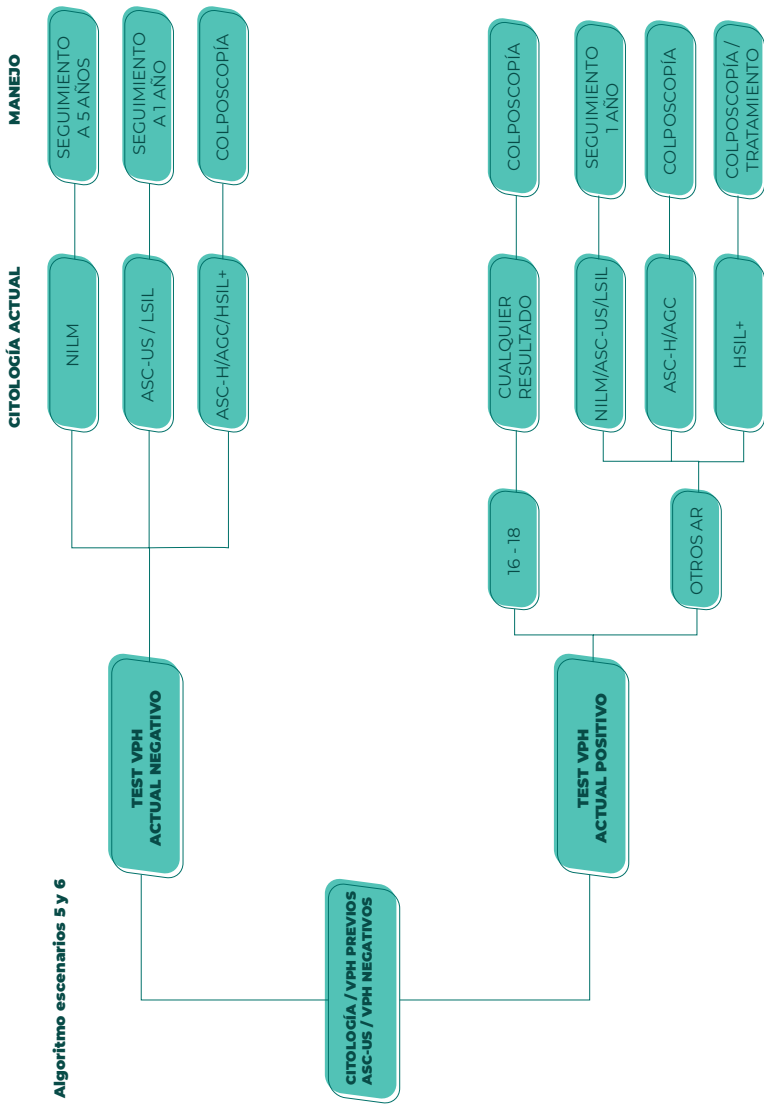 Algoritmo escenarios 5 y 6
CITOLOGÍA ACTUAL
MANEJO
CITOLOGÍA / VPH PREVIOS
ASC-US / VPH NEGATIVOS
TEST VPH
ACTUAL NEGATIVO
NILM
SEGUIMIENTO
A 5 AÑOS
ASC-US / LSIL
SEGUIMIENTO
A 1 AÑO
ASC-H/AGC/HSIL+
COLPOSCOPÍA
TEST VPH
ACTUAL POSITIVO
16 - 18
CUALQUIER
RESULTADO
COLPOSCOPÍA
OTROS AR
NILM/ASC-US/LSIL
SEGUIMIENTO
1 AÑO
ASC-H/AGC
COLPOSCOPÍA
HSIL+
COLPOSCOPÍA /
TRATAMIENTO